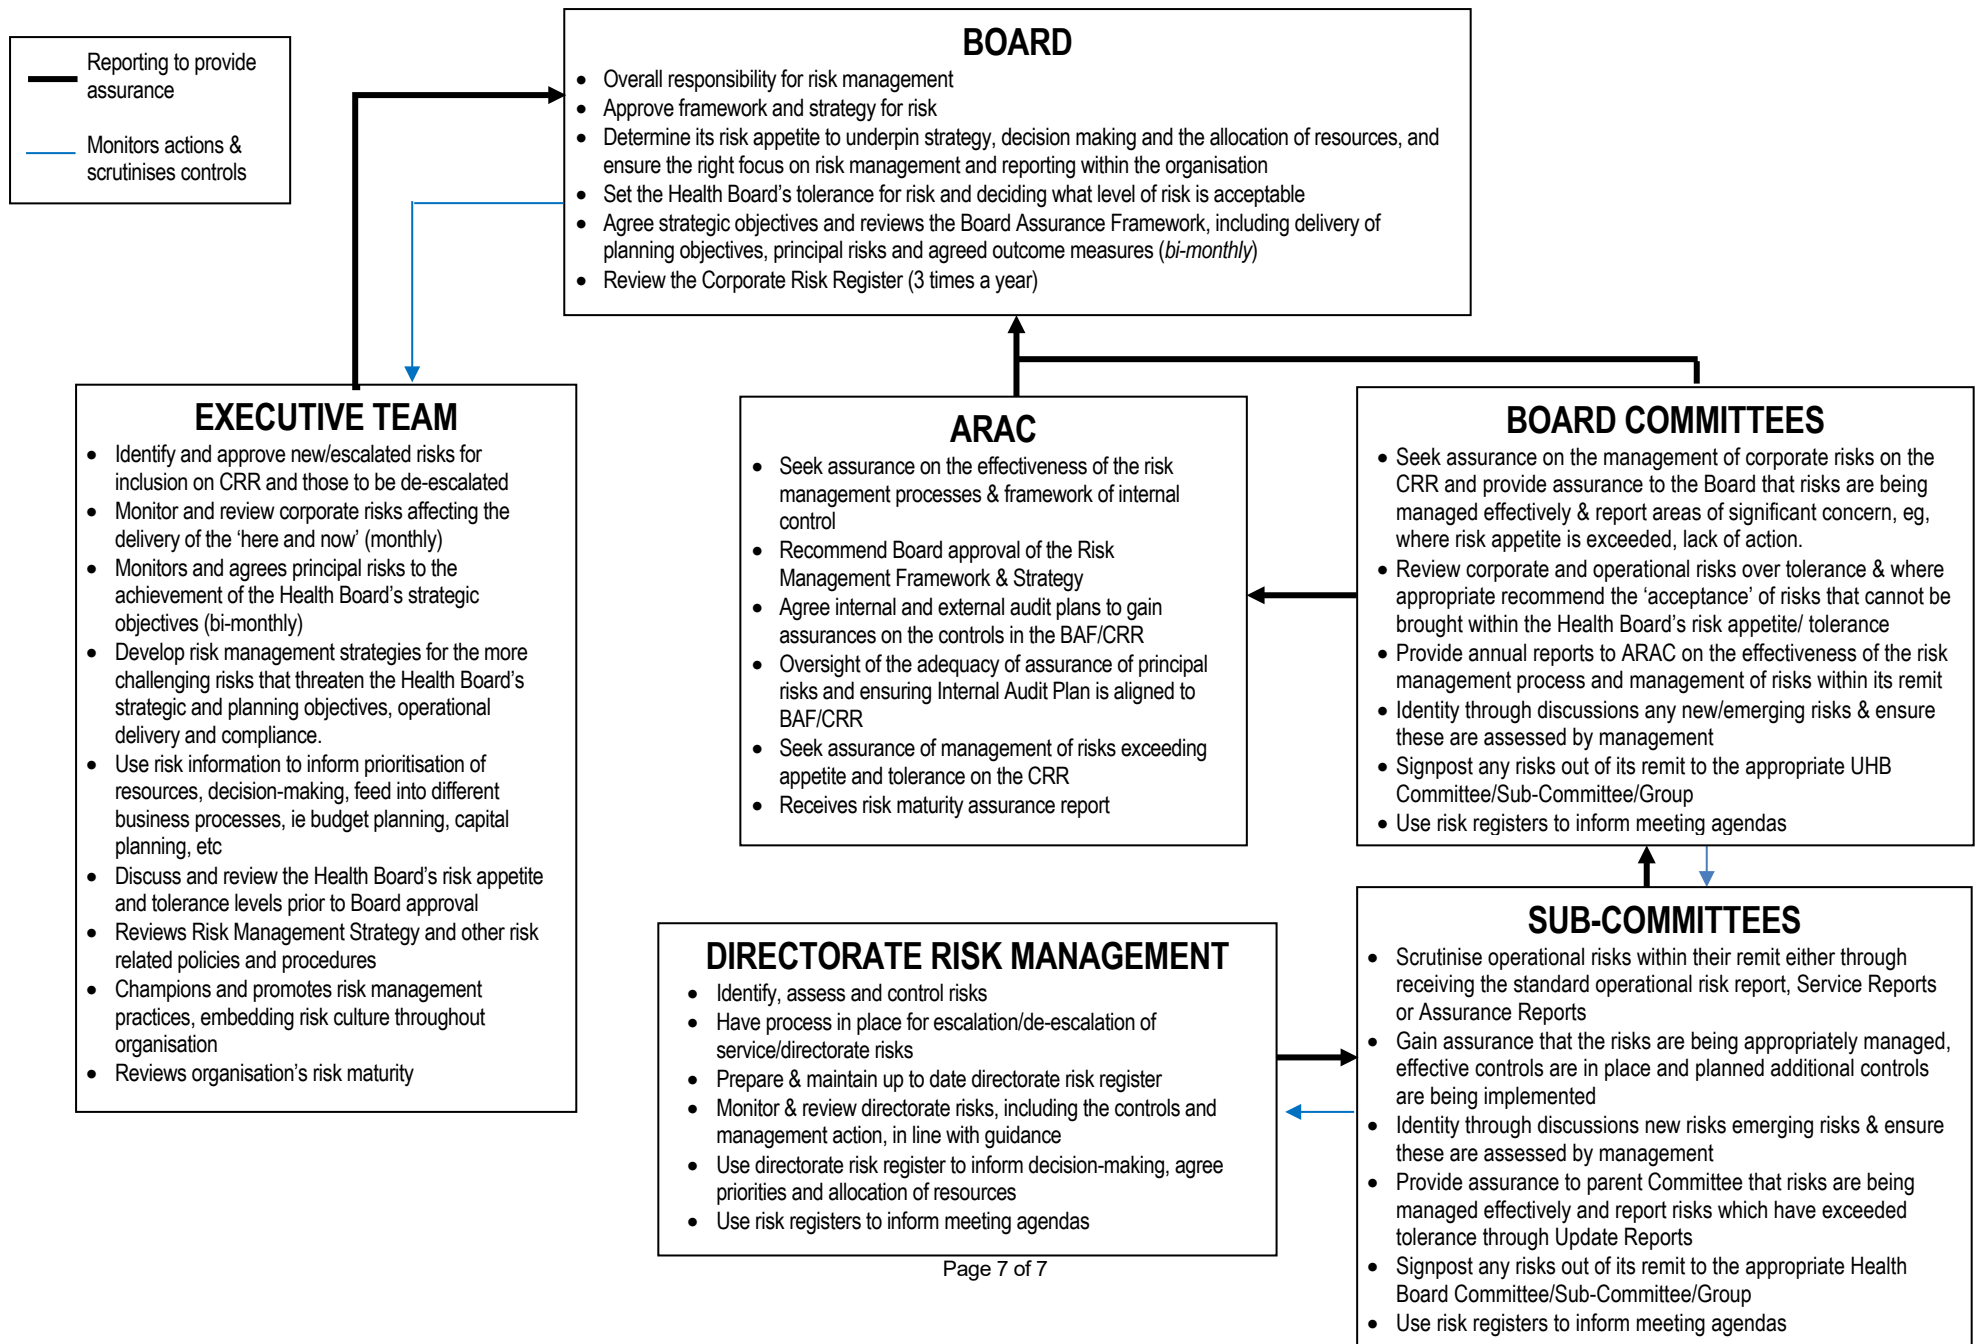 Reporting to provide
assurance
Monitors actions &
scrutinises controls
BOARD
• Overall responsibility for risk management
• Approve framework and strategy for risk
• Determine its risk appetite to underpin strategy, decision making and the allocation of resources, and
ensure the right focus on risk management and reporting within the organisation
• Set the Health Board's tolerance for risk and deciding what level of risk is acceptable
• Agree strategic objectives and reviews the Board Assurance Framework, including delivery of
planning objectives, principal risks and agreed outcome measures (bi-monthly)
• Review the Corporate Risk Register (3 times a year)
EXECUTIVE TEAM
• Identify and approve new/escalated risks for
inclusion on CRR and those to be de-escalated
• Monitor and review corporate risks affecting the
delivery of the 'here and now' (monthly)
• Monitors and agrees principal risks to the
achievement of the Health Board's strategic
objectives (bi-monthly)
• Develop risk management strategies for the more
challenging risks that threaten the Health Board's
strategic and planning objectives, operational
delivery and compliance.
• Use risk information to inform prioritisation of
resources, decision-making, feed into different
business processes, ie budget planning, capital
planning, etc
• Discuss and review the Health Board's risk appetite
and tolerance levels prior to Board approval
• Reviews Risk Management Strategy and other risk
related policies and procedures
• Champions and promotes risk management
practices, embedding risk culture throughout
organisation
• Reviews organisation's risk maturity
ARAC
• Seek assurance on the effectiveness of the risk
management processes & framework of internal
control
• Recommend Board approval of the Risk
Management Framework & Strategy
• Agree internal and external audit plans to gain
assurances on the controls in the BAF/CRR
• Oversight of the adequacy of assurance of principal
risks and ensuring Internal Audit Plan is aligned to
BAF/CRR
• Seek assurance of management of risks exceeding
appetite and tolerance on the CRR
• Receives risk maturity assurance report
BOARD COMMITTEES
• Seek assurance on the management of corporate risks on the
CRR and provide assurance to the Board that risks are being
managed effectively & report areas of significant concern, eg,
where risk appetite is exceeded, lack of action.
• Review corporate and operational risks over tolerance & where
appropriate recommend the 'acceptance' of risks that cannot be
brought within the Health Board's risk appetite/ tolerance
• Provide annual reports to ARAC on the effectiveness of the risk
management process and management of risks within its remit
• Identity through discussions any new/emerging risks & ensure
these are assessed by management
• Signpost any risks out of its remit to the appropriate UHB
Committee/Sub-Committee/Group
• Use risk registers to inform meeting agendas
DIRECTORATE RISK MANAGEMENT
• Identify, assess and control risks
• Have process in place for escalation/de-escalation of
service/directorate risks
• Prepare & maintain up to date directorate risk register
• Monitor & review directorate risks, including the controls and
management action, in line with guidance
• Use directorate risk register to inform decision-making, agree
priorities and allocation of resources
• Use risk registers to inform meeting agendas
SUB-COMMITTEES
• Scrutinise operational risks within their remit either through
receiving the standard operational risk report, Service Reports
or Assurance Reports
• Gain assurance that the risks are being appropriately managed,
effective controls are in place and planned additional controls
are being implemented
• Identity through discussions new risks emerging risks & ensure
these are assessed by management
• Provide assurance to parent Committee that risks are being
managed effectively and report risks which have exceeded
tolerance through Update Reports
• Signpost any risks out of its remit to the appropriate Health
Board Committee/Sub-Committee/Group
• Use risk registers to inform meeting agendas
Page 7 of 7